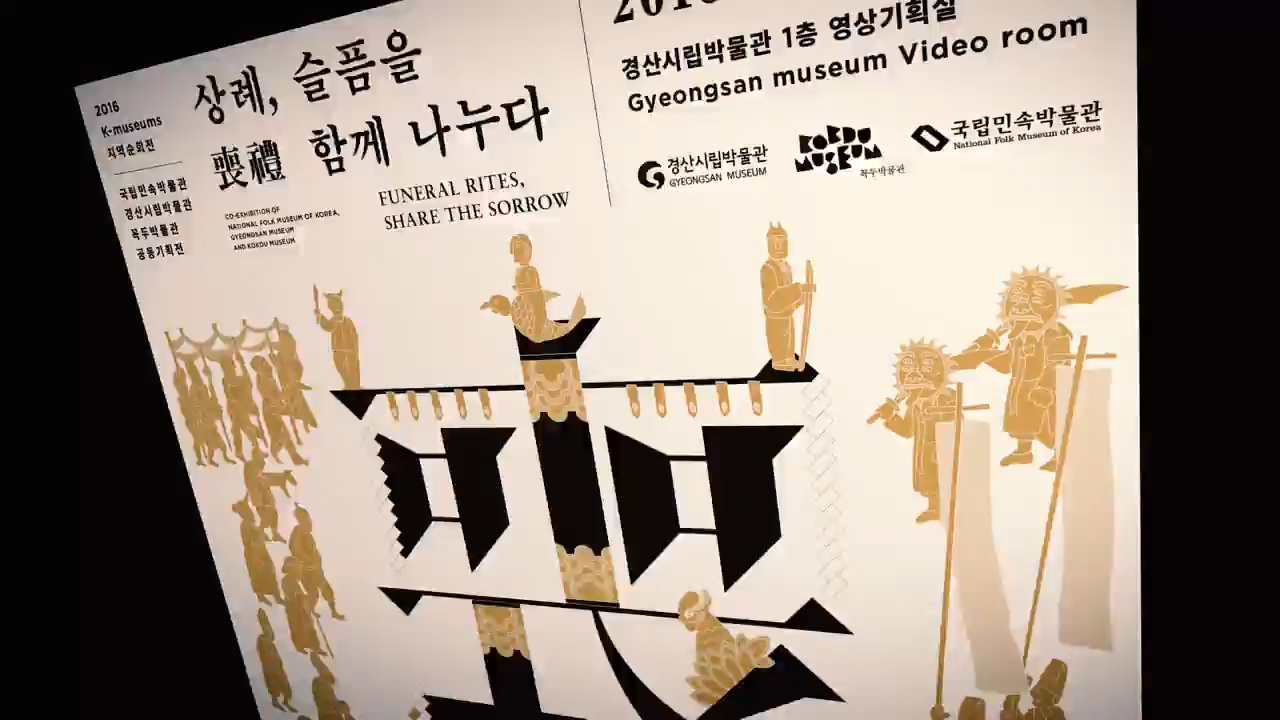 2016
K-museums
지역순회전
국립민속박물관
경산시립박물관
꼭두박물관
공동기획전
상례, 슬픔을
喪禮 함께 나누다
CO-EXHIBITION OF
NATIONAL FOLK MUSEUM OF KOREA,
GYEONGSAN MUSEUM
AND KOKDU MUSEUM
FUNERAL RITES,
SHARE THE SORROW
경산시립박물관 1층 영상기획실
Gyeongsan museum Video room
경산시립박물관
GYEONGSAN MUSEUM
KOKDU
MUSEUM
꼭두박물관
국립민속박물관
National Folk Museum of Korea